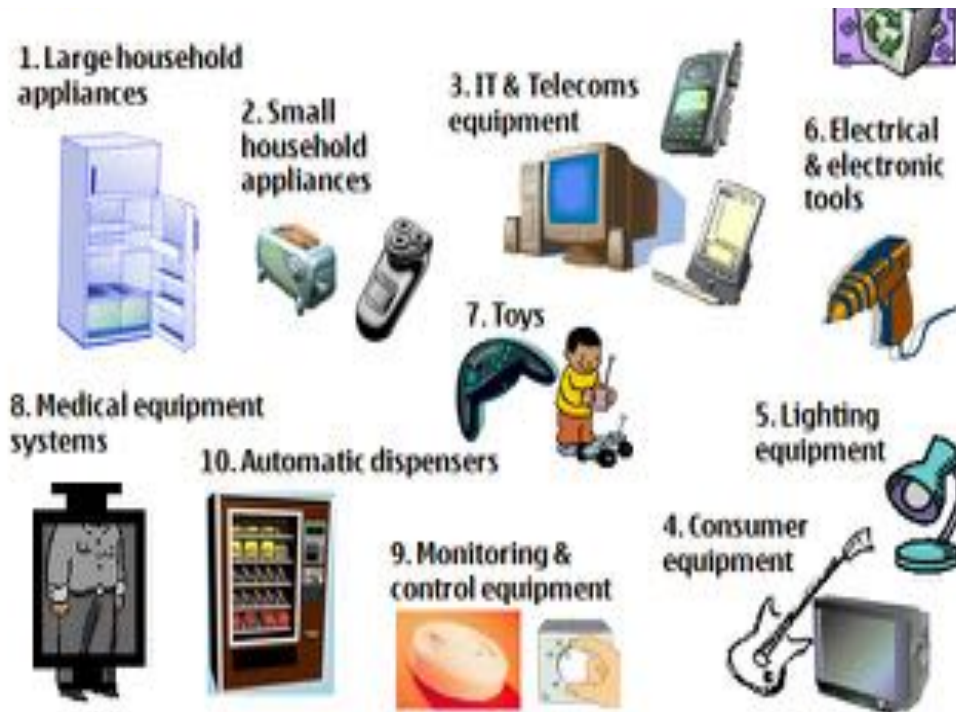 1. Large household
appliances
2. Small
household
appliances
3. IT & Telecoms
equipment
6. Electrical
& electronic
tools
7. Toys
8. Medical equipment
systems
10. Automatic dispensers
5. Lighting
equipment
9. Monitoring &
control equipment
4. Consumer
equipment